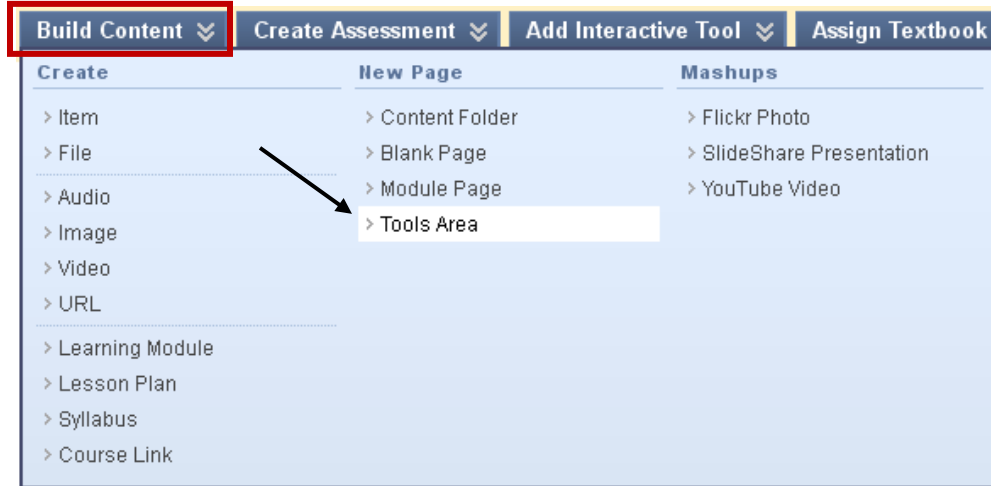 Build Content Create Assessment Add Interactive Tool Assign Textbook
Create
> Item
> File
> Audio
> Image
> Video
> URL
> Learning Module
> Lesson Plan
> Syllabus
> Course Link
New Page
> Content Folder
> Blank Page
> Module Page
> Tools Area
Mashups
> Flickr Photo
> SlideShare Presentation
> YouTube Video